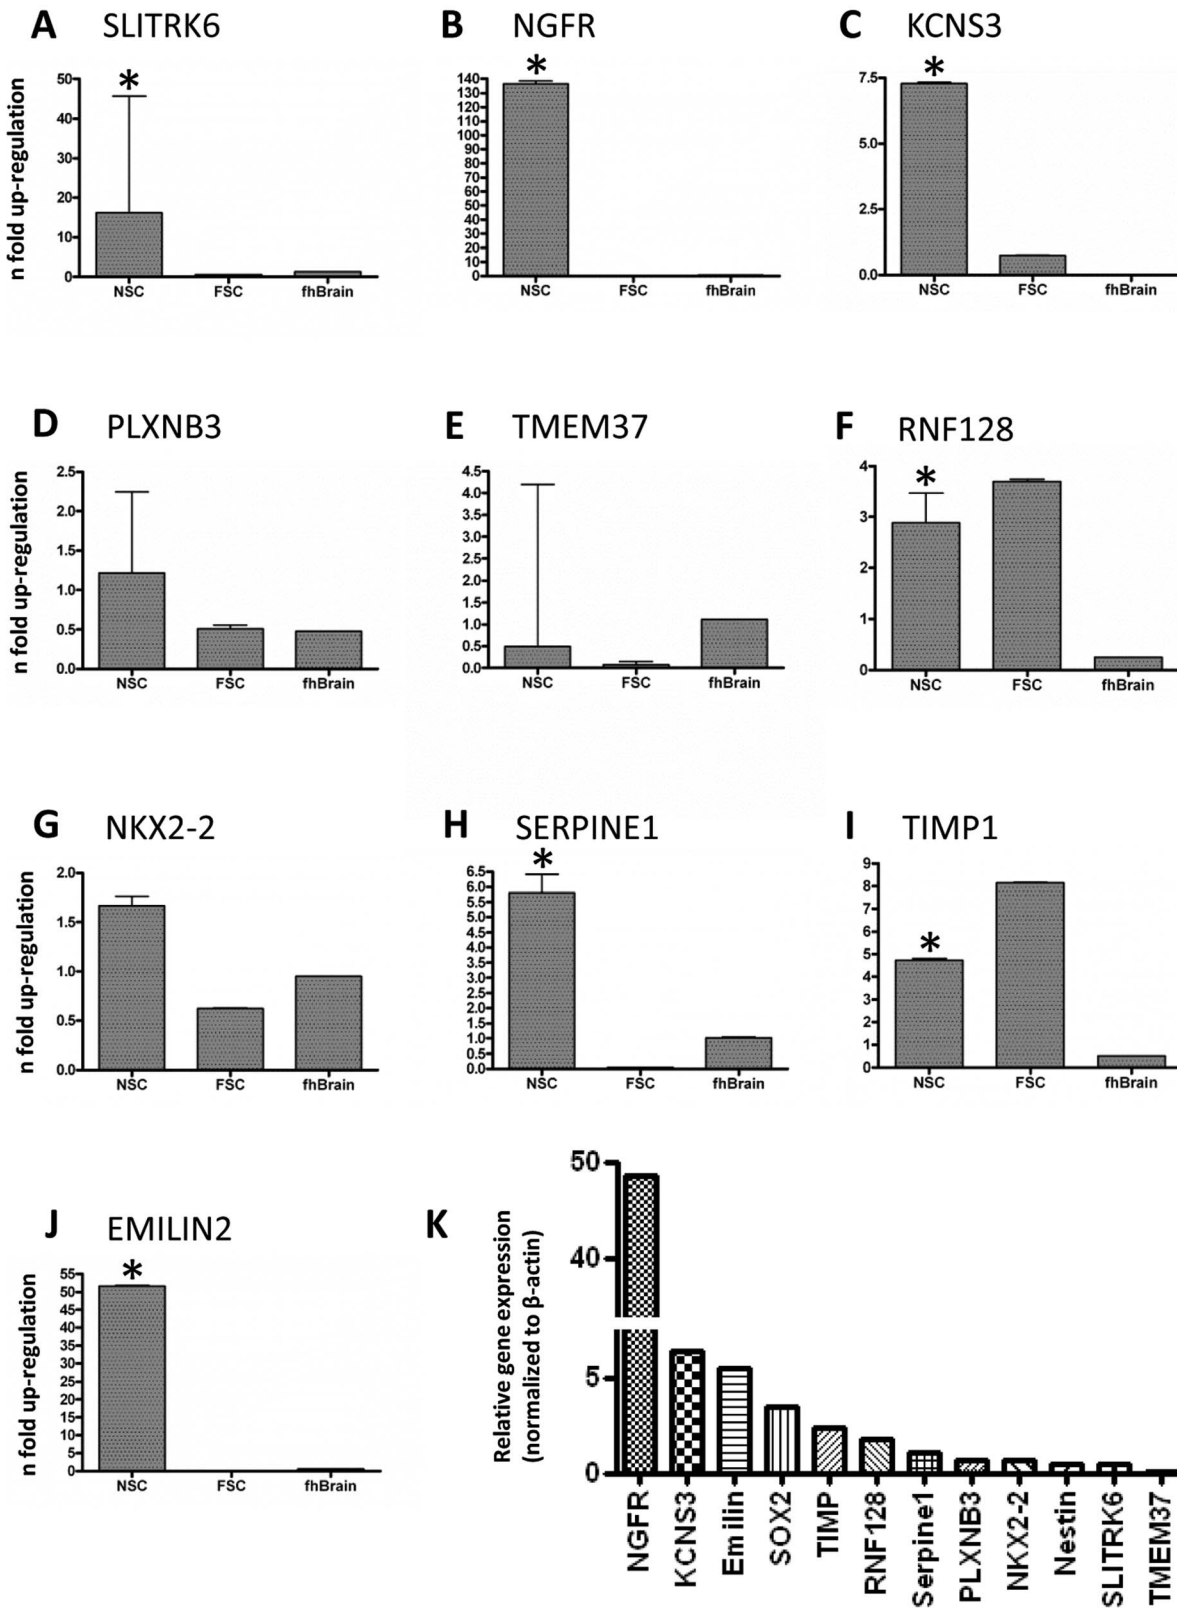 A SLITRK6
B NGFR
C KCNS3
n fold up-regulation
50
40
30
20
10
0
*
NSC FSC fhBrain
140
130
120
110
100
90
80
70
60
50
40
30
20
10
0
*
NSC FSC fhBrain
7.5
5.0
2.5
0.0
*
NSC FSC fhBrain
D PLXNB3
E TMEM37
F RNF128
n fold up-regulation
2.5
2.0
1.5
1.0
0.5
0.0
NSC FSC fhBrain
4.5
4.0
3.5
3.0
2.5
2.0
1.5
1.0
0.5
0.0
NSC FSC fhBrain
4
3
2
1
0
*
NSC FSC fhBrain
G NKX2-2
H SERPINE1
I TIMP1
n fold up-regulation
2.0
1.5
1.0
0.5
0.0
NSC FSC fhBrain
6.5
6.0
5.5
5.0
4.5
4.0
3.5
3.0
2.5
2.0
1.5
1.0
0.5
0.0
*
NSC FSC fhBrain
9
8
7
6
5
4
3
2
1
0
*
NSC FSC fhBrain
J EMILIN2
n fold up-regulation
55
50
45
40
35
30
25
20
15
10
5
0
*
NSC FSC fhBrain
K
Relative gene expression
(normalized to β-actin)
50
40
5
0
NGFR
KCNS3
Emilin
SOX2
TIMP
RNF128
Serpine1
PLXNB3
NKX2-2
Nestin
SLITRK6
TMEM37